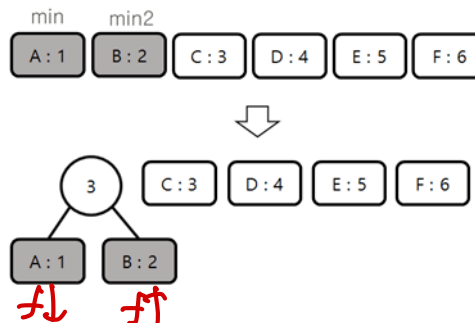 min min2
A : 1 B : 2 C : 3 D : 4 E : 5 F : 6
3 C : 3 D : 4 E : 5 F : 6
A : 1 B : 2
f↓ f↑